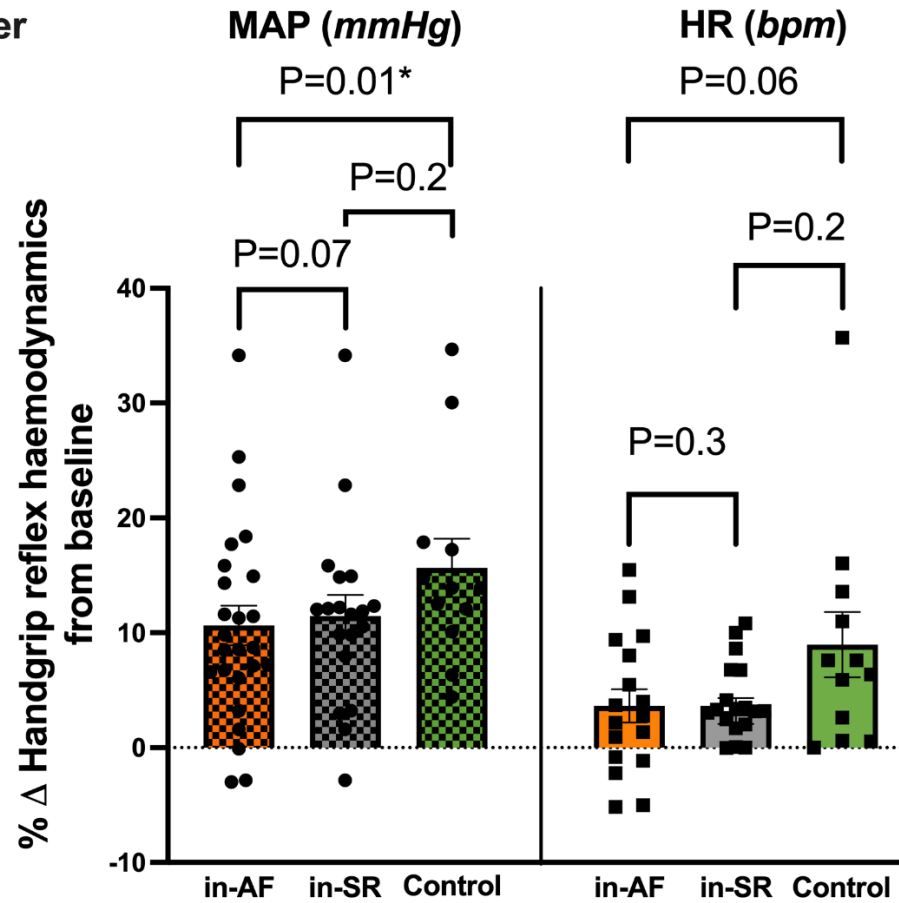 er
MAP (mmHg)
HR (bpm)
P=0.01*
P=0.06
P=0.2
P=0.2
P=0.07
P=0.3
% Δ Handgrip reflex haemodynamics
from baseline
40
30
20
10
0
-10
in-AF
in-SR
Control
in-AF
in-SR
Control